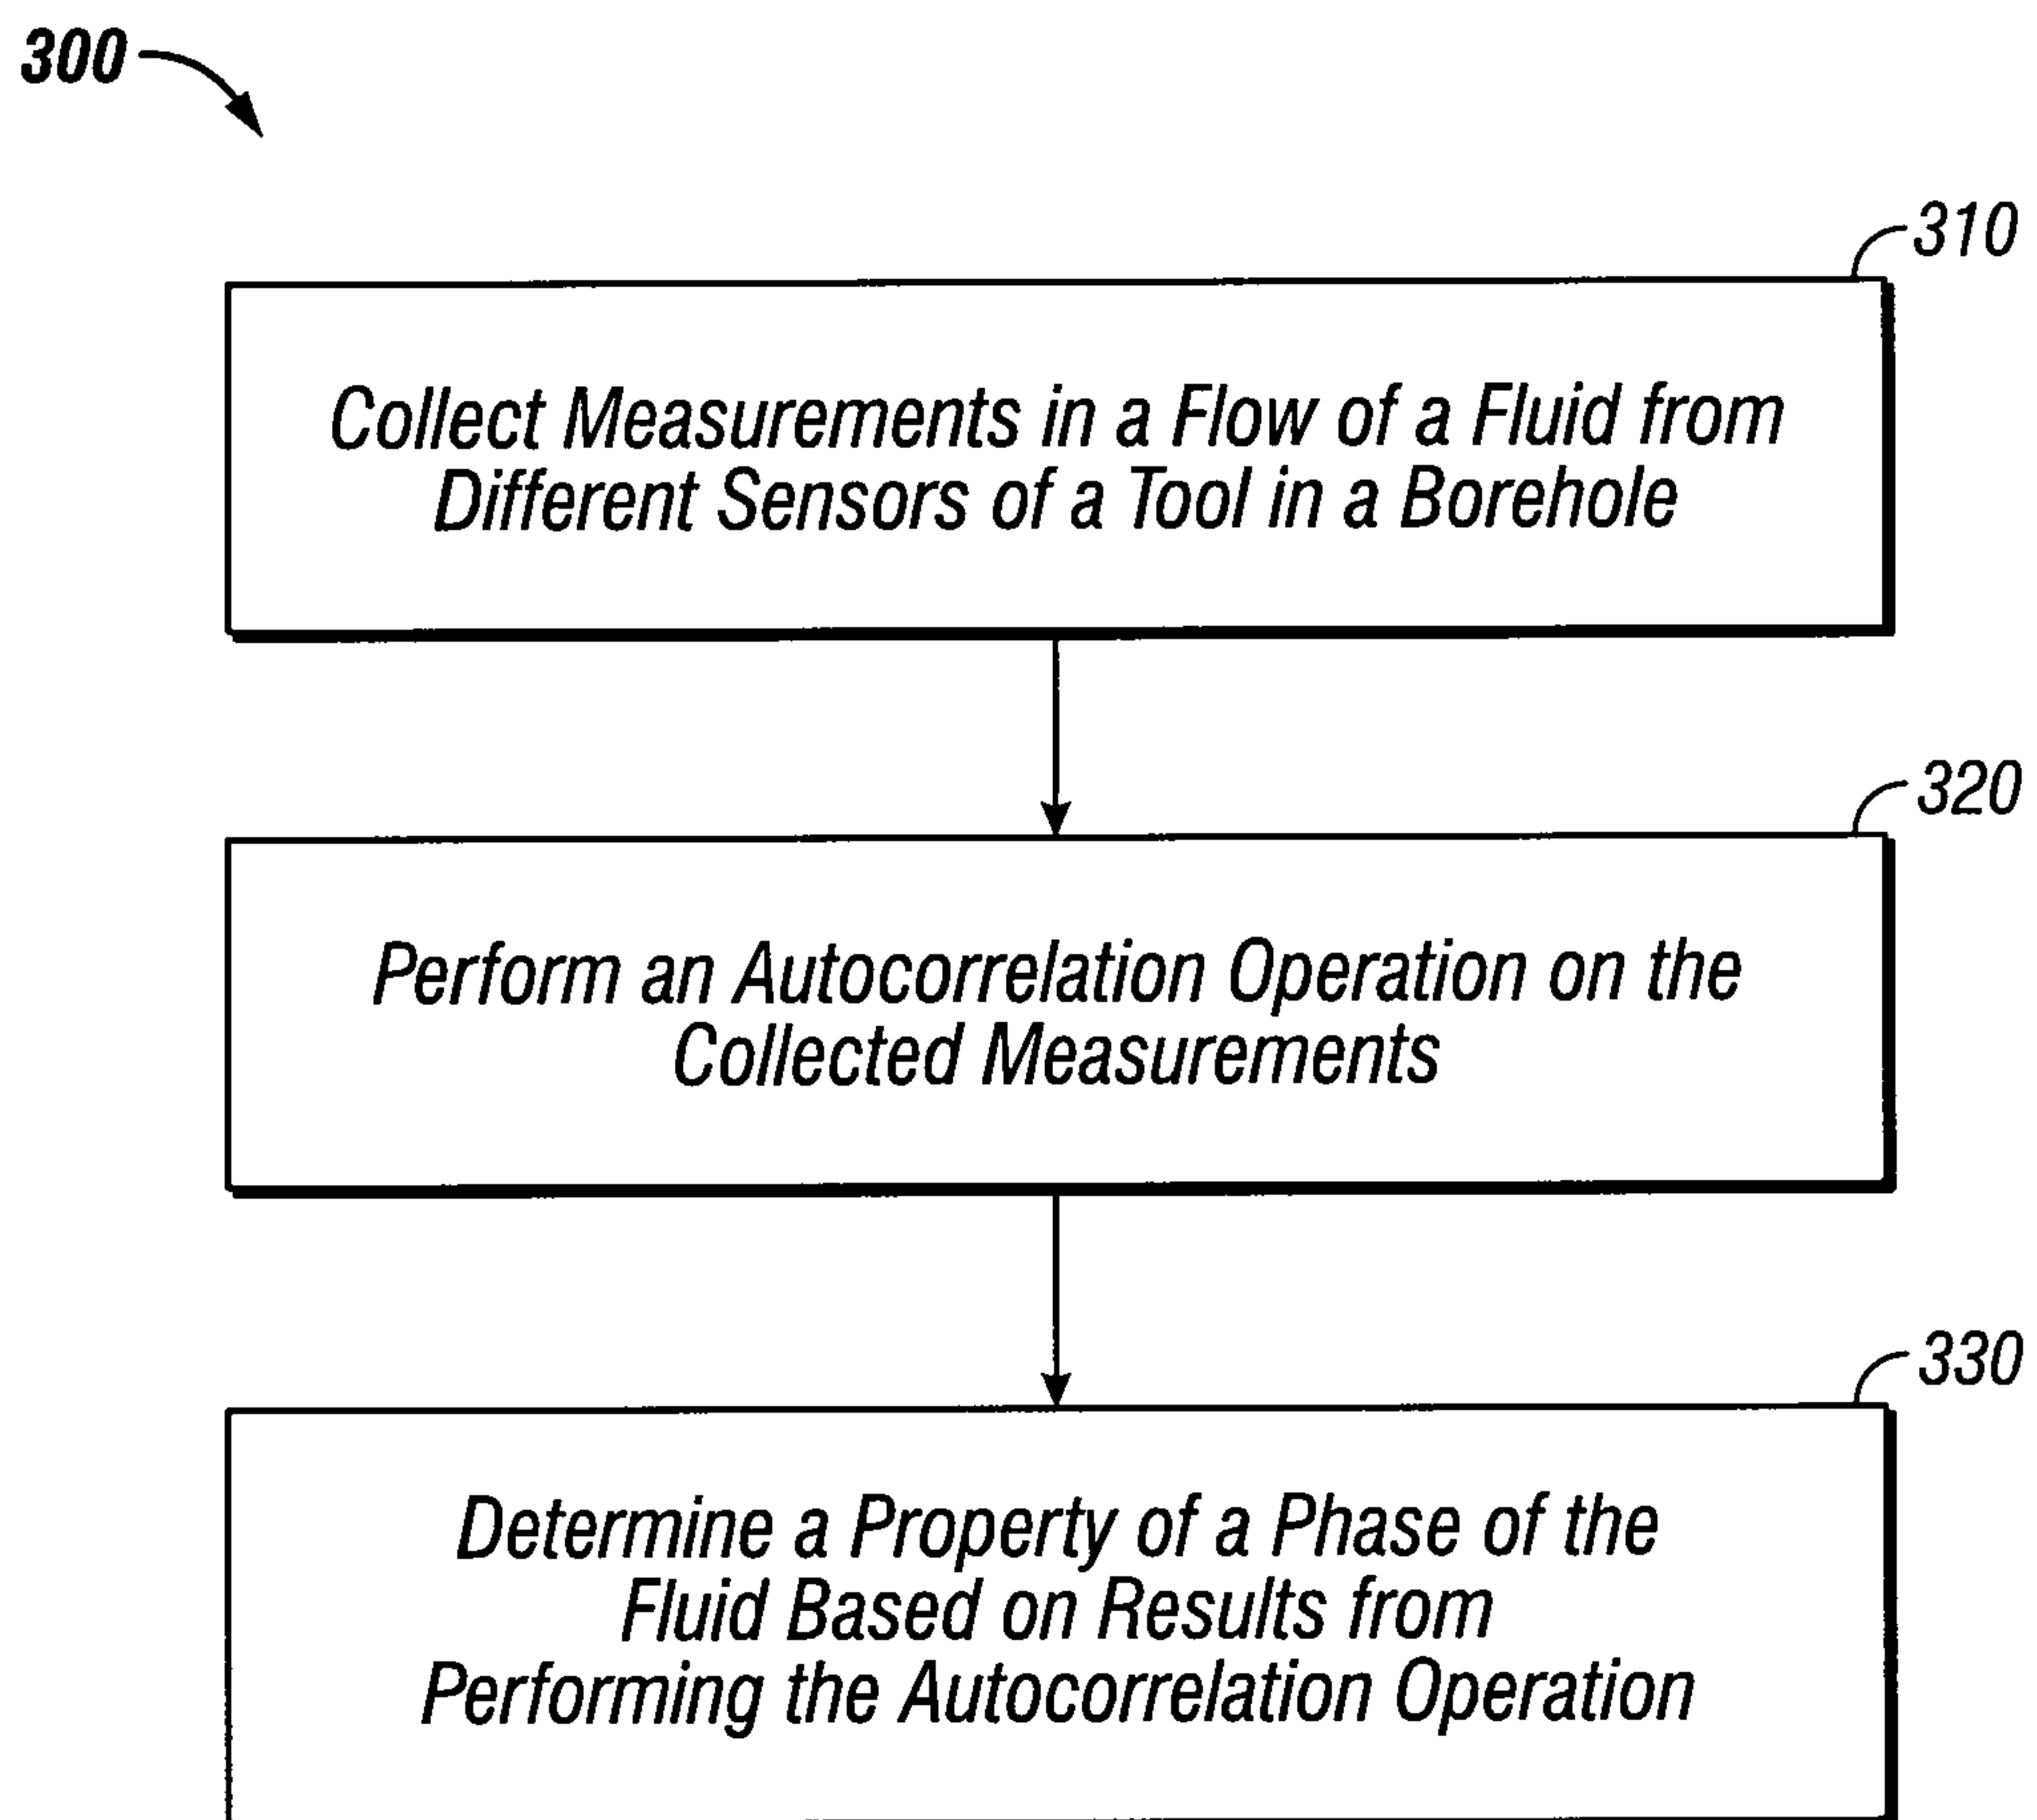 300
310
Collect Measurements in a Flow of a Fluid from
Different Sensors of a Tool in a Borehole
320
Perform an Autocorrelation Operation on the
Collected Measurements
330
Determine a Property of a Phase of the
Fluid Based on Results from
Performing the Autocorrelation Operation